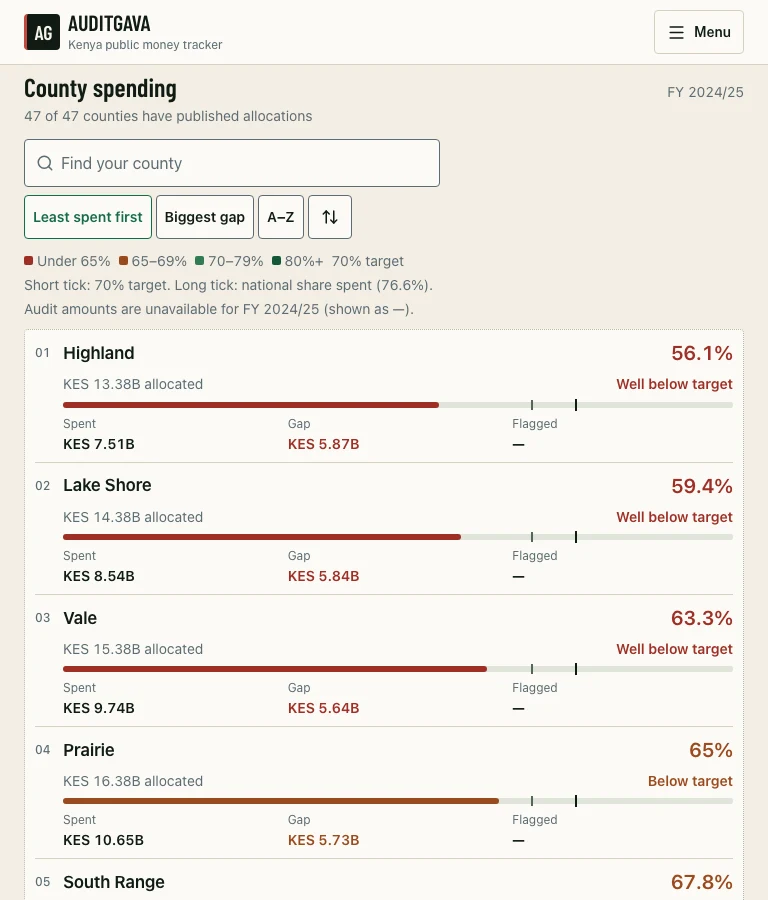 AG
AUDITGAVA
Kenya public money tracker
Menu
County spending
FY 2024/25
47 of 47 counties have published allocations
Find your county
Least spent first
Biggest gap
A–Z
Under 65% 65–69% 70–79% 80%+ 70% target
Short tick: 70% target. Long tick: national share spent (76.6%).
Audit amounts are unavailable for FY 2024/25 (shown as —).
01 Highland 56.1%
KES 13.38B allocated Well below target
Spent Gap Flagged
KES 7.51B KES 5.87B —
02 Lake Shore 59.4%
KES 14.38B allocated Well below target
Spent Gap Flagged
KES 8.54B KES 5.84B —
03 Vale 63.3%
KES 15.38B allocated Well below target
Spent Gap Flagged
KES 9.74B KES 5.64B —
04 Prairie 65%
KES 16.38B allocated Below target
Spent Gap Flagged
KES 10.65B KES 5.73B —
05 South Range 67.8%